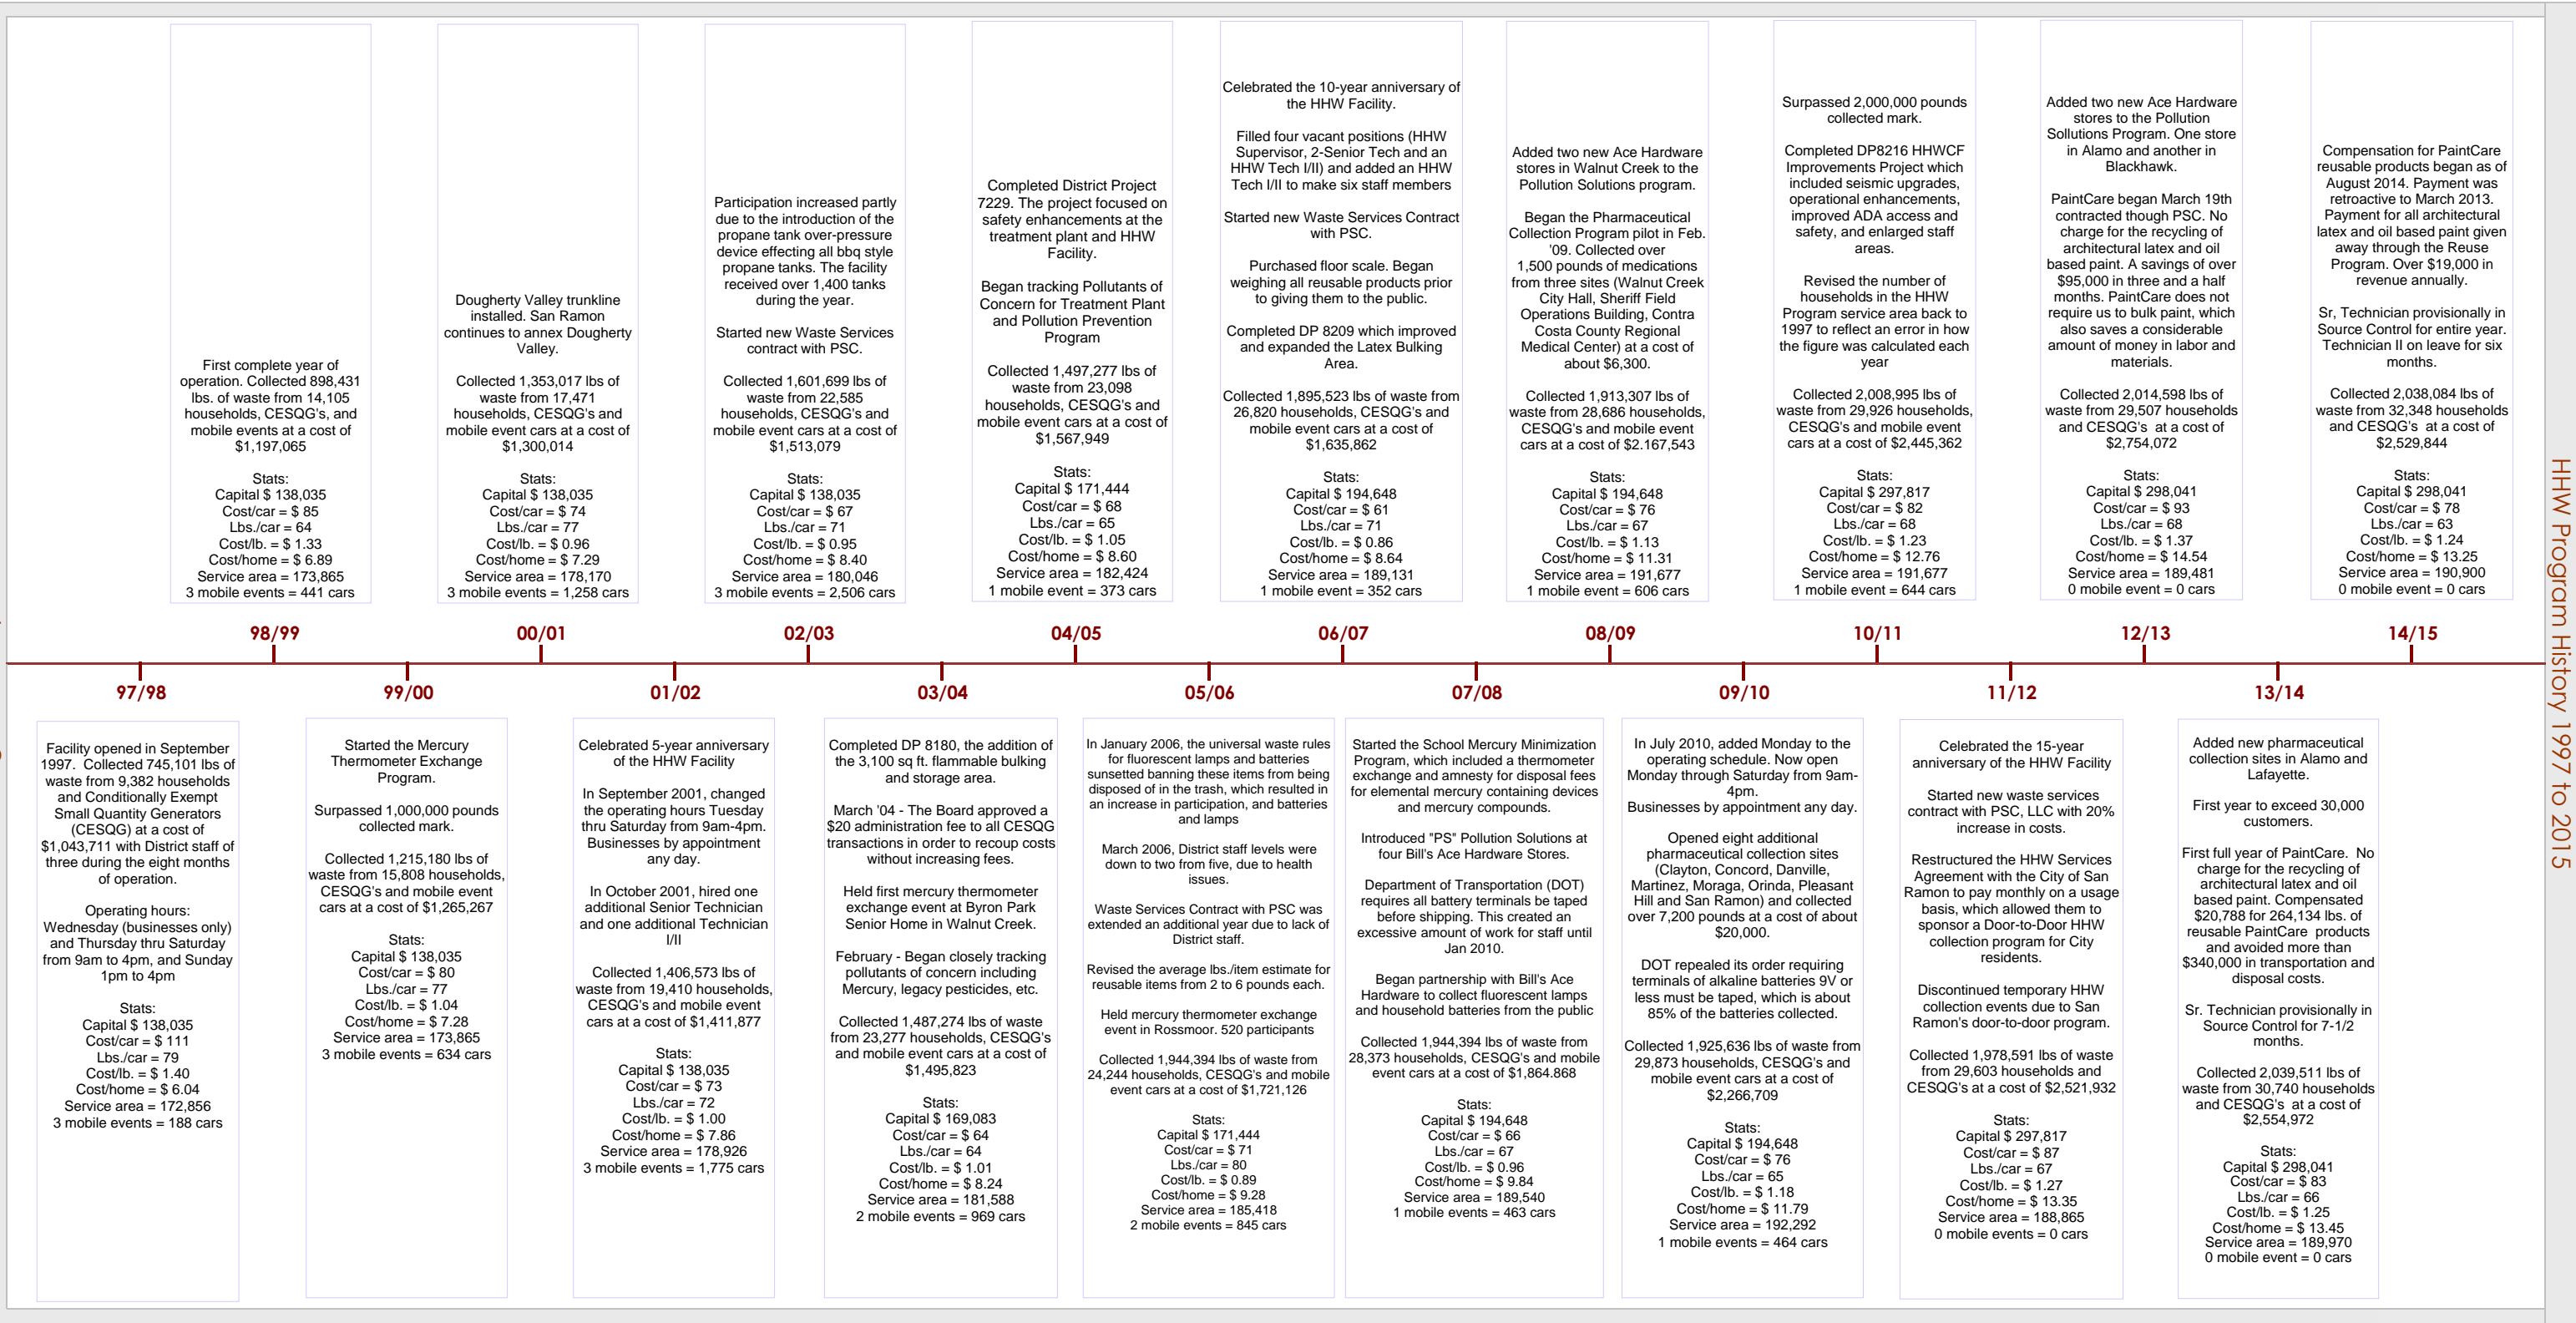 First complete year of
operation. Collected 898,431
lbs. of waste from 14,105
households, CESQG's, and
mobile events at a cost of
$1,197,065
Stats:
Capital $ 138,035
Cost/car = $ 85
Lbs./car = 64
Cost/lb. = $ 1.33
Cost/home = $ 6.89
Service area = 173,865
3 mobile events = 441 cars
Dougherty Valley trunkline
installed. San Ramon
continues to annex Dougherty
Valley.
Collected 1,353,017 lbs of
waste from 17,471
households, CESQG's and
mobile event cars at a cost of
$1,300,014
Stats:
Capital $ 138,035
Cost/car = $ 74
Lbs./car = 77
Cost/lb. = $ 0.96
Cost/home = $ 7.29
Service area = 178,170
3 mobile events = 1,258 cars
Participation increased partly
due to the introduction of the
propane tank over-pressure
device effecting all bbq style
propane tanks. The facility
received over 1,400 tanks
during the year.
Started new Waste Services
contract with PSC.
Collected 1,601,699 lbs of
waste from 22,585
households, CESQG's and
mobile event cars at a cost of
$1,513,079
Stats:
Capital $ 138,035
Cost/car = $ 67
Lbs./car = 71
Cost/lb. = $ 0.95
Cost/home = $ 8.40
Service area = 180,046
3 mobile events = 2,506 cars
Completed District Project
7229. The project focused on
safety enhancements at the
treatment plant and HHW
Facility.
Began tracking Pollutants of
Concern for Treatment Plant
and Pollution Prevention
Program
Collected 1,497,277 lbs of
waste from 23,098
households, CESQG's and
mobile event cars at a cost of
$1,567,949
Stats:
Capital $ 171,444
Cost/car = $ 68
Lbs./car = 65
Cost/lb. = $ 1.05
Cost/home = $ 8.60
Service area = 182,424
1 mobile event = 373 cars
Celebrated the 10-year anniversary of
the HHW Facility.
Filled four vacant positions (HHW
Supervisor, 2-Senior Tech and an
HHW Tech I/II) and added an HHW
Tech I/II to make six staff members
Started new Waste Services Contract
with PSC.
Purchased floor scale. Began
weighing all reusable products prior
to giving them to the public.
Completed DP 8209 which improved
and expanded the Latex Bulking
Area.
Collected 1,895,523 lbs of waste from
26,820 households, CESQG's and
mobile event cars at a cost of
$1,635,862
Stats:
Capital $ 194,648
Cost/car = $ 61
Lbs./car = 71
Cost/lb. = $ 0.86
Cost/home = $ 8.64
Service area = 189,131
1 mobile event = 352 cars
Added two new Ace Hardware
stores in Walnut Creek to the
Pollution Solutions program.
Began the Pharmaceutical
Collection Program pilot in Feb.
'09. Collected over
1,500 pounds of medications
from three sites (Walnut Creek
City Hall, Sheriff Field
Operations Building, Contra
Costa County Regional
Medical Center) at a cost of
about $6,300.
Collected 1,913,307 lbs of
waste from 28,686 households,
CESQG's and mobile event
cars at a cost of $2.167,543
Stats:
Capital $ 194,648
Cost/car = $ 76
Lbs./car = 67
Cost/lb. = $ 1.13
Cost/home = $ 11.31
Service area = 191,677
1 mobile event = 606 cars
Surpassed 2,000,000 pounds
collected mark.
Completed DP8216 HHWCF
Improvements Project which
included seismic upgrades,
operational enhancements,
improved ADA access and
safety, and enlarged staff
areas.
Revised the number of
households in the HHW
Program service area back to
1997 to reflect an error in how
the figure was calculated each
year
Collected 2,008,995 lbs of
waste from 29,926 households,
CESQG's and mobile event
cars at a cost of $2,445,362
Stats:
Capital $ 297,817
Cost/car = $ 82
Lbs./car = 68
Cost/lb. = $ 1.23
Cost/home = $ 12.76
Service area = 191,677
1 mobile event = 644 cars
Added two new Ace Hardware
stores to the Pollution
Sollutions Program. One store
in Alamo and another in
Blackhawk.
PaintCare began March 19th
contracted though PSC. No
charge for the recycling of
architectural latex and oil
based paint. A savings of over
$95,000 in three and a half
months. PaintCare does not
require us to bulk paint, which
also saves a considerable
amount of money in labor and
materials.
Collected 2,014,598 lbs of
waste from 29,507 households
and CESQG's at a cost of
$2,754,072
Stats:
Capital $ 298,041
Cost/car = $ 93
Lbs./car = 68
Cost/lb. = $ 1.37
Cost/home = $ 14.54
Service area = 189,481
0 mobile event = 0 cars
Compensation for PaintCare
reusable products began as of
August 2014. Payment was
retroactive to March 2013.
Payment for all architectural
latex and oil based paint given
away through the Reuse
Program. Over $19,000 in
revenue annually.
Sr, Technician provisionally in
Source Control for entire year.
Technician II on leave for six
months.
Collected 2,038,084 lbs of
waste from 32,348 households
and CESQG's at a cost of
$2,529,844
Stats:
Capital $ 298,041
Cost/car = $ 78
Lbs./car = 63
Cost/lb. = $ 1.24
Cost/home = $ 13.25
Service area = 190,900
0 mobile event = 0 cars
98/99
00/01
02/03
04/05
06/07
08/09
10/11
12/13
14/15
97/98
99/00
01/02
03/04
05/06
07/08
09/10
11/12
13/14
Facility opened in September
1997. Collected 745,101 lbs of
waste from 9,382 households
and Conditionally Exempt
Small Quantity Generators
(CESQG) at a cost of
$1,043,711 with District staff of
three during the eight months
of operation.
Operating hours:
Wednesday (businesses only)
and Thursday thru Saturday
from 9am to 4pm, and Sunday
1pm to 4pm
Stats:
Capital $ 138,035
Cost/car = $ 111
Lbs./car = 79
Cost/lb. = $ 1.40
Cost/home = $ 6.04
Service area = 172,856
3 mobile events = 188 cars
Started the Mercury
Thermometer Exchange
Program.
Surpassed 1,000,000 pounds
collected mark.
Collected 1,215,180 lbs of
waste from 15,808 households,
CESQG's and mobile event
cars at a cost of $1,265,267
Stats:
Capital $ 138,035
Cost/car = $ 80
Lbs./car = 77
Cost/lb. = $ 1.04
Cost/home = $ 7.28
Service area = 173,865
3 mobile events = 634 cars
Celebrated 5-year anniversary
of the HHW Facility
In September 2001, changed
the operating hours Tuesday
thru Saturday from 9am-4pm.
Businesses by appointment
any day.
In October 2001, hired one
additional Senior Technician
and one additional Technician
I/II
Collected 1,406,573 lbs of
waste from 19,410 households,
CESQG's and mobile event
cars at a cost of $1,411,877
Stats:
Capital $ 138,035
Cost/car = $ 73
Lbs./car = 72
Cost/lb. = $ 1.00
Cost/home = $ 7.86
Service area = 178,926
3 mobile events = 1,775 cars
Completed DP 8180, the addition of
the 3,100 sq ft. flammable bulking
and storage area.
March '04 - The Board approved a
$20 administration fee to all CESQG
transactions in order to recoup costs
without increasing fees.
Held first mercury thermometer
exchange event at Byron Park
Senior Home in Walnut Creek.
February - Began closely tracking
pollutants of concern including
Mercury, legacy pesticides, etc.
Collected 1,487,274 lbs of waste
from 23,277 households, CESQG's
and mobile event cars at a cost of
$1,495,823
Stats:
Capital $ 169,083
Cost/car = $ 64
Lbs./car = 64
Cost/lb. = $ 1.01
Cost/home = $ 8.24
Service area = 181,588
2 mobile events = 969 cars
In January 2006, the universal waste rules
for fluorescent lamps and batteries
sunsetted banning these items from being
disposed of in the trash, which resulted in
an increase in participation, and batteries
and lamps
March 2006, District staff levels were
down to two from five, due to health
issues.
Waste Services Contract with PSC was
extended an additional year due to lack of
District staff.
Revised the average lbs./item estimate for
reusable items from 2 to 6 pounds each.
Held mercury thermometer exchange
event in Rossmoor. 520 participants
Collected 1,944,394 lbs of waste from
24,244 households, CESQG's and mobile
event cars at a cost of $1,721,126
Stats:
Capital $ 171,444
Cost/car = $ 71
Lbs./car = 80
Cost/lb. = $ 0.89
Cost/home = $ 9.28
Service area = 185,418
2 mobile events = 845 cars
Started the School Mercury Minimization
Program, which included a thermometer
exchange and amnesty for disposal fees
for elemental mercury containing devices
and mercury compounds.
Introduced "PS" Pollution Solutions at
four Bill's Ace Hardware Stores.
Department of Transportation (DOT)
requires all battery terminals be taped
before shipping. This created an
excessive amount of work for staff until
Jan 2010.
Began partnership with Bill's Ace
Hardware to collect fluorescent lamps
and household batteries from the public
Collected 1,944,394 lbs of waste from
28,373 households, CESQG's and mobile
event cars at a cost of $1,864.868
Stats:
Capital $ 194,648
Cost/car = $ 66
Lbs./car = 67
Cost/lb. = $ 0.96
Cost/home = $ 9.84
Service area = 189,540
1 mobile events = 463 cars
In July 2010, added Monday to the
operating schedule. Now open
Monday through Saturday from 9am-
4pm.
Businesses by appointment any day.
Opened eight additional
pharmaceutical collection sites
(Clayton, Concord, Danville,
Martinez, Moraga, Orinda, Pleasant
Hill and San Ramon) and collected
over 7,200 pounds at a cost of about
$20,000.
DOT repealed its order requiring
terminals of alkaline batteries 9V or
less must be taped, which is about
85% of the batteries collected.
Collected 1,925,636 lbs of waste from
29,873 households, CESQG's and
mobile event cars at a cost of
$2,266,709
Stats:
Capital $ 194,648
Cost/car = $ 76
Lbs./car = 65
Cost/lb. = $ 1.18
Cost/home = $ 11.79
Service area = 192,292
1 mobile events = 464 cars
Celebrated the 15-year
anniversary of the HHW Facility
Started new waste services
contract with PSC, LLC with 20%
increase in costs.
Restructured the HHW Services
Agreement with the City of San
Ramon to pay monthly on a usage
basis, which allowed them to
sponsor a Door-to-Door HHW
collection program for City
residents.
Discontinued temporary HHW
collection events due to San
Ramon's door-to-door program.
Collected 1,978,591 lbs of waste
from 29,603 households and
CESQG's at a cost of $2,521,932
Stats:
Capital $ 297,817
Cost/car = $ 87
Lbs./car = 67
Cost/lb. = $ 1.27
Cost/home = $ 13.35
Service area = 188,865
0 mobile events = 0 cars
Added new pharmaceutical
collection sites in Alamo and
Lafayette.
First year to exceed 30,000
customers.
First full year of PaintCare. No
charge for the recycling of
architectural latex and oil
based paint. Compensated
$20,788 for 264,134 lbs. of
reusable PaintCare products
and avoided more than
$340,000 in transportation and
disposal costs.
Sr. Technician provisionally in
Source Control for 7-1/2
months.
Collected 2,039,511 lbs of
waste from 30,740 households
and CESQG's at a cost of
$2,554,972
Stats:
Capital $ 298,041
Cost/car = $ 83
Lbs./car = 66
Cost/lb. = $ 1.25
Cost/home = $ 13.45
Service area = 189,970
0 mobile event = 0 cars
HHW Program History 1997 to 2015